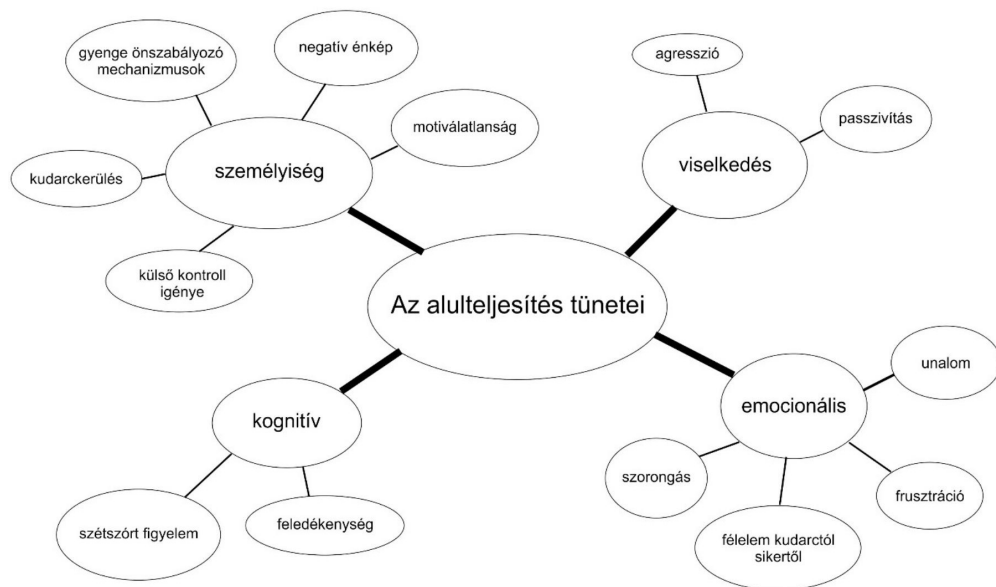 Az alulteljesítés tünetei
személyiség
gyenge önszabályozó
mechanizmusok
negatív énkép
motiválatlanság
kudarckerülés
külső kontroll
igénye
viselkedés
agresszió
passzivítás
kognitív
szétszórt figyelem
feledékenység
emocionális
unalom
szorongás
frusztráció
félelem kudarctól
sikertől